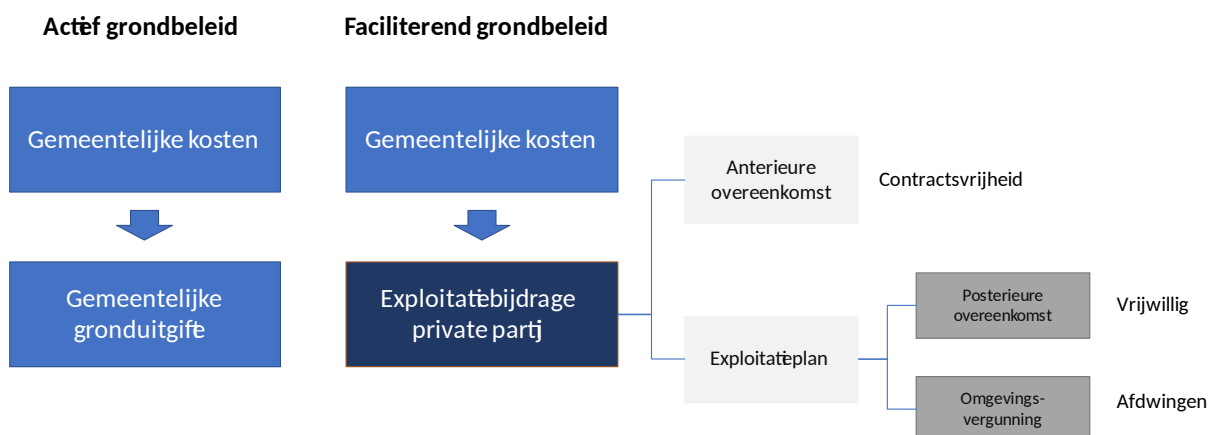 Actief grondbeleid
Faciliterend grondbeleid
Gemeentelijke kosten
Gemeentelijke kosten
Anterieure
overeenkomst
Contractsvrijheid
Gemeentelijke
gronduitgifte
Exploitatiebijdrage
private partij
Exploitatieplan
Posterieure
overeenkomst
Vrijwillig
Omgevings-
vergunning
Afdwingen